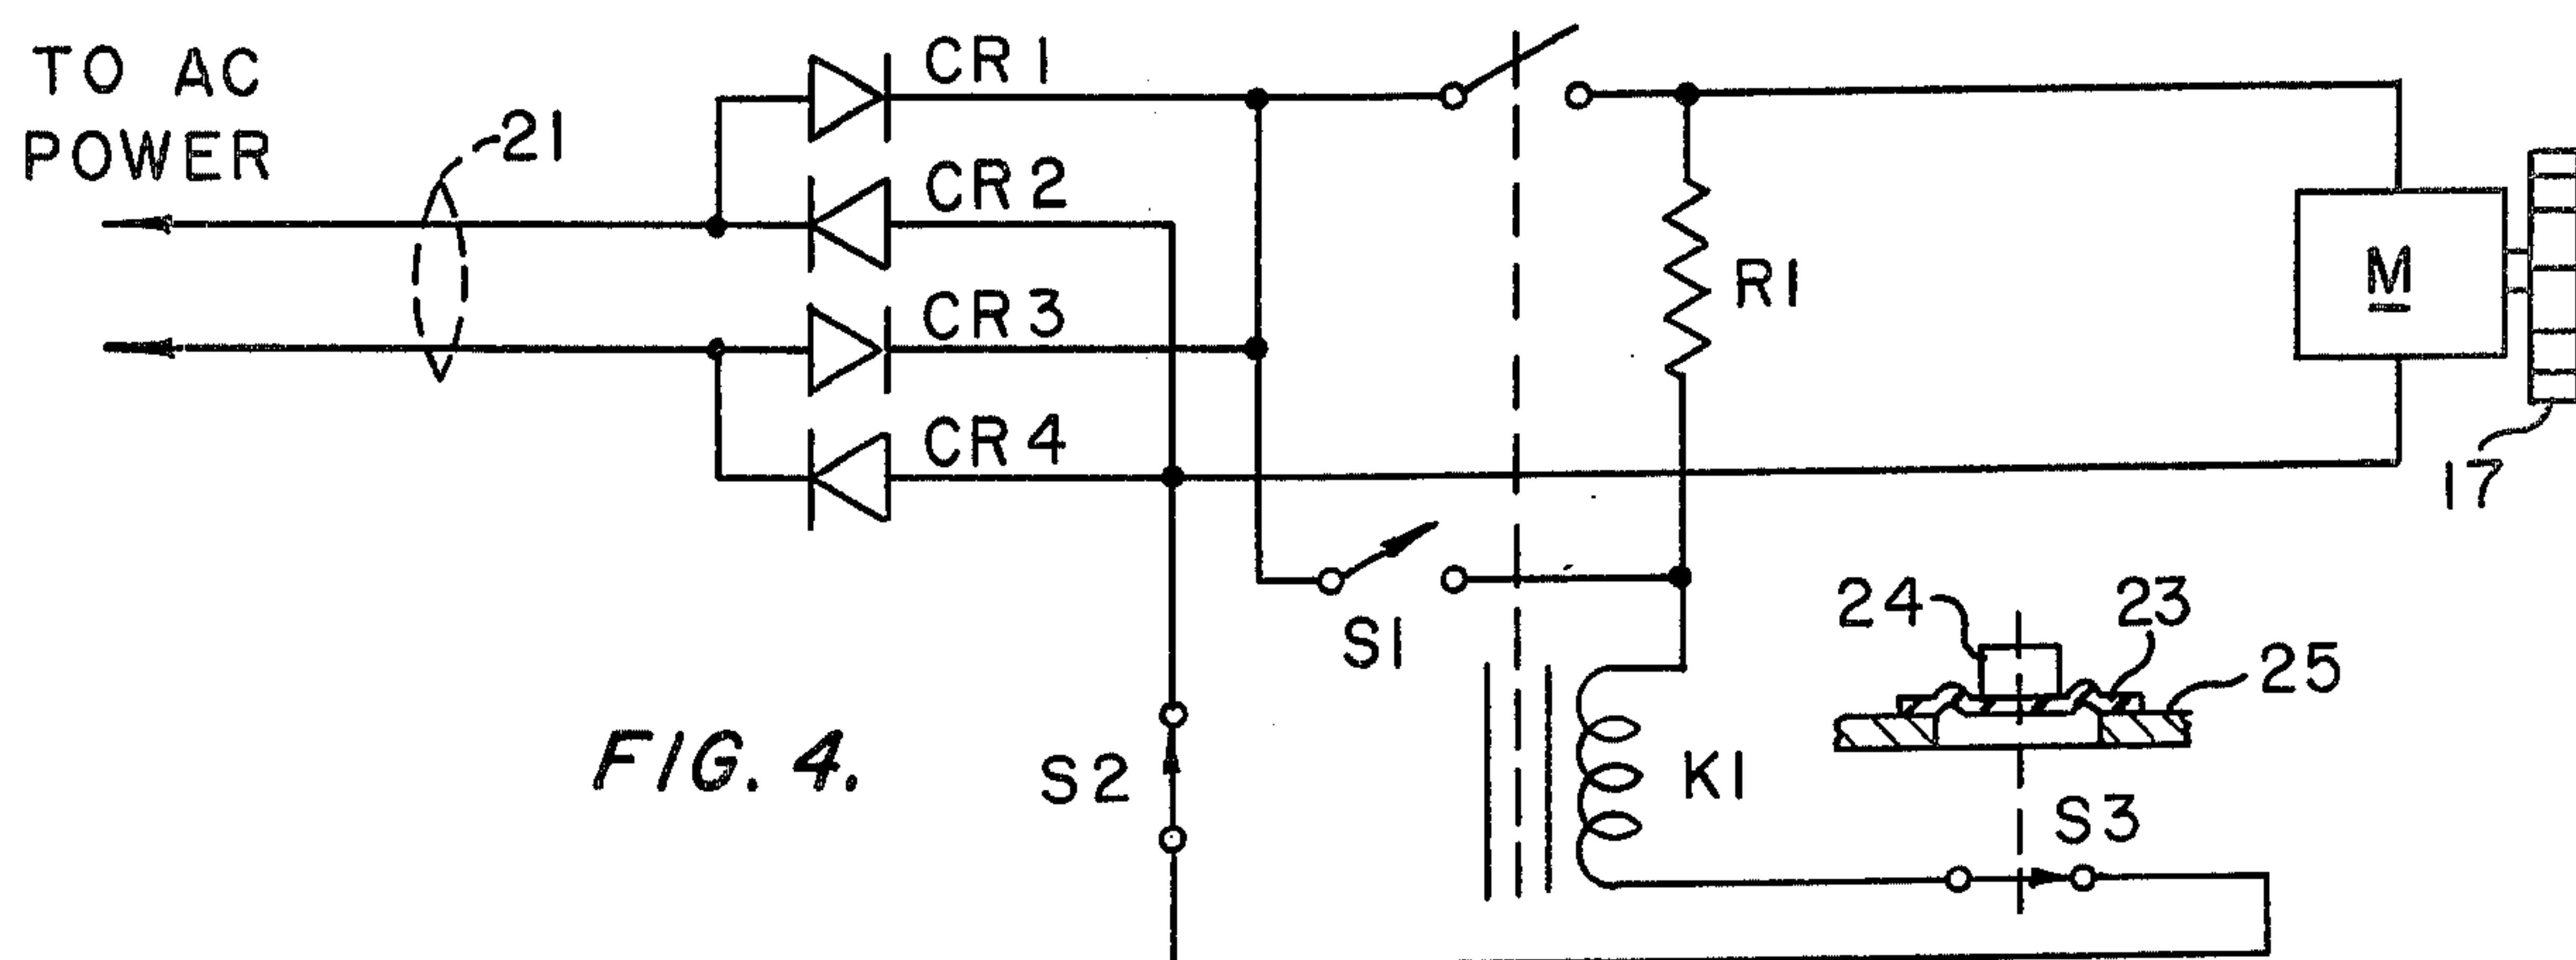 TO AC
POWER
21
CR1
CR2
CR3
CR4
R1
M
17
S1
24
23
25
S2
K1
S3
FIG. 4.